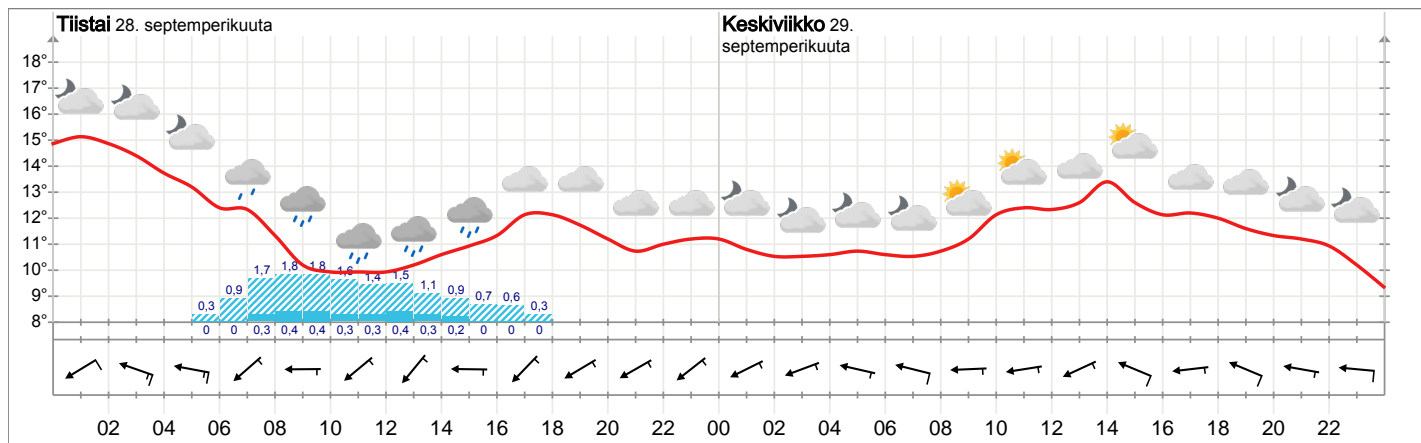 Tiistai 28. septemperikuuta
Keskiviikko 29.
septemperikuuta
18°
17°
16°
15°
14°
13°
12°
11°
10°
9°
8°
0,3 0,9 1,7 1,8 1,8 1,6 1,4 1,5 1,1 0,9 0,7 0,6 0,3
0 0 0,3 0,4 0,4 0,3 0,3 0,4 0,3 0,2 0 0 0
02 04 06 08 10 12 14 16 18 20 22 00 02 04 06 08 10 12 14 16 18 20 22